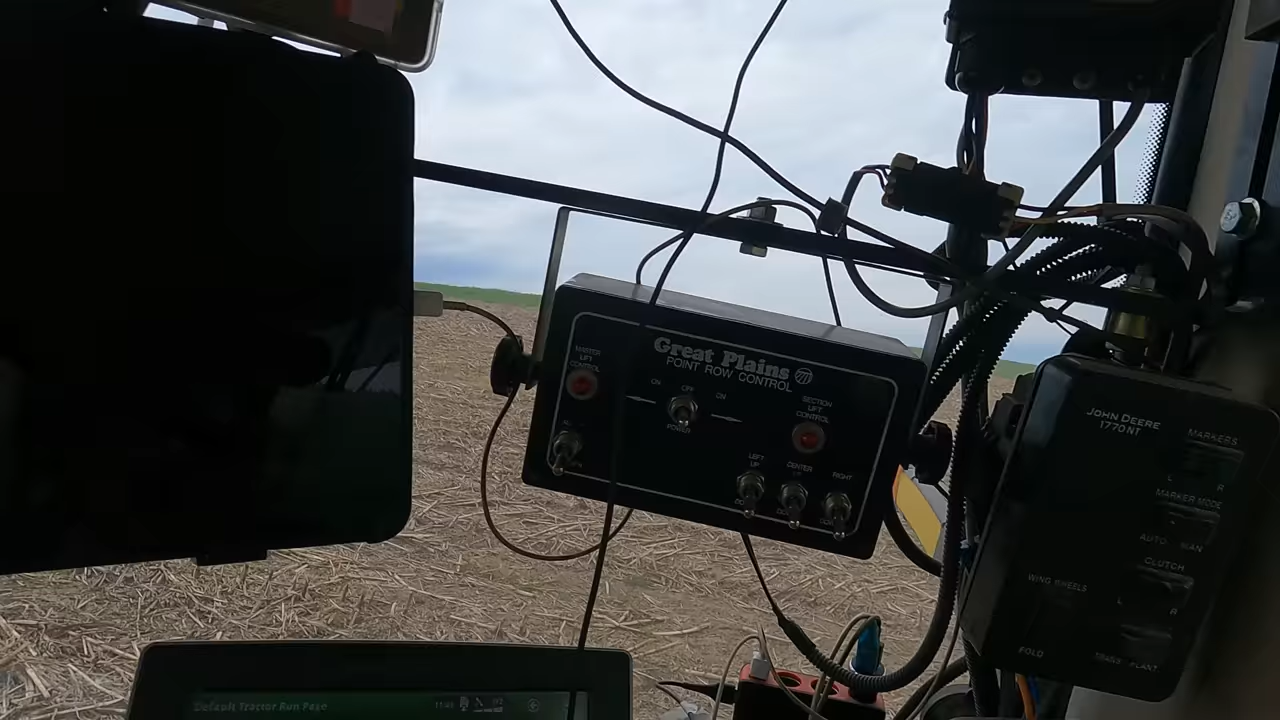 Great Plains
POINT ROW CONTROL
MASTER
LIFT
CONTROL
ON
OFF
ON
POWER
SECTION
LIFT
CONTROL
LEFT
UP
CENTER
UP
RIGHT
JOHN DEERE
1770NT
MARKERS
L
R
MARKER MODE
AUTO
MAN
CLUTCH
WING WHEELS
L
R
FOLD
TRANS
PLANT
Default Tractor Run Page